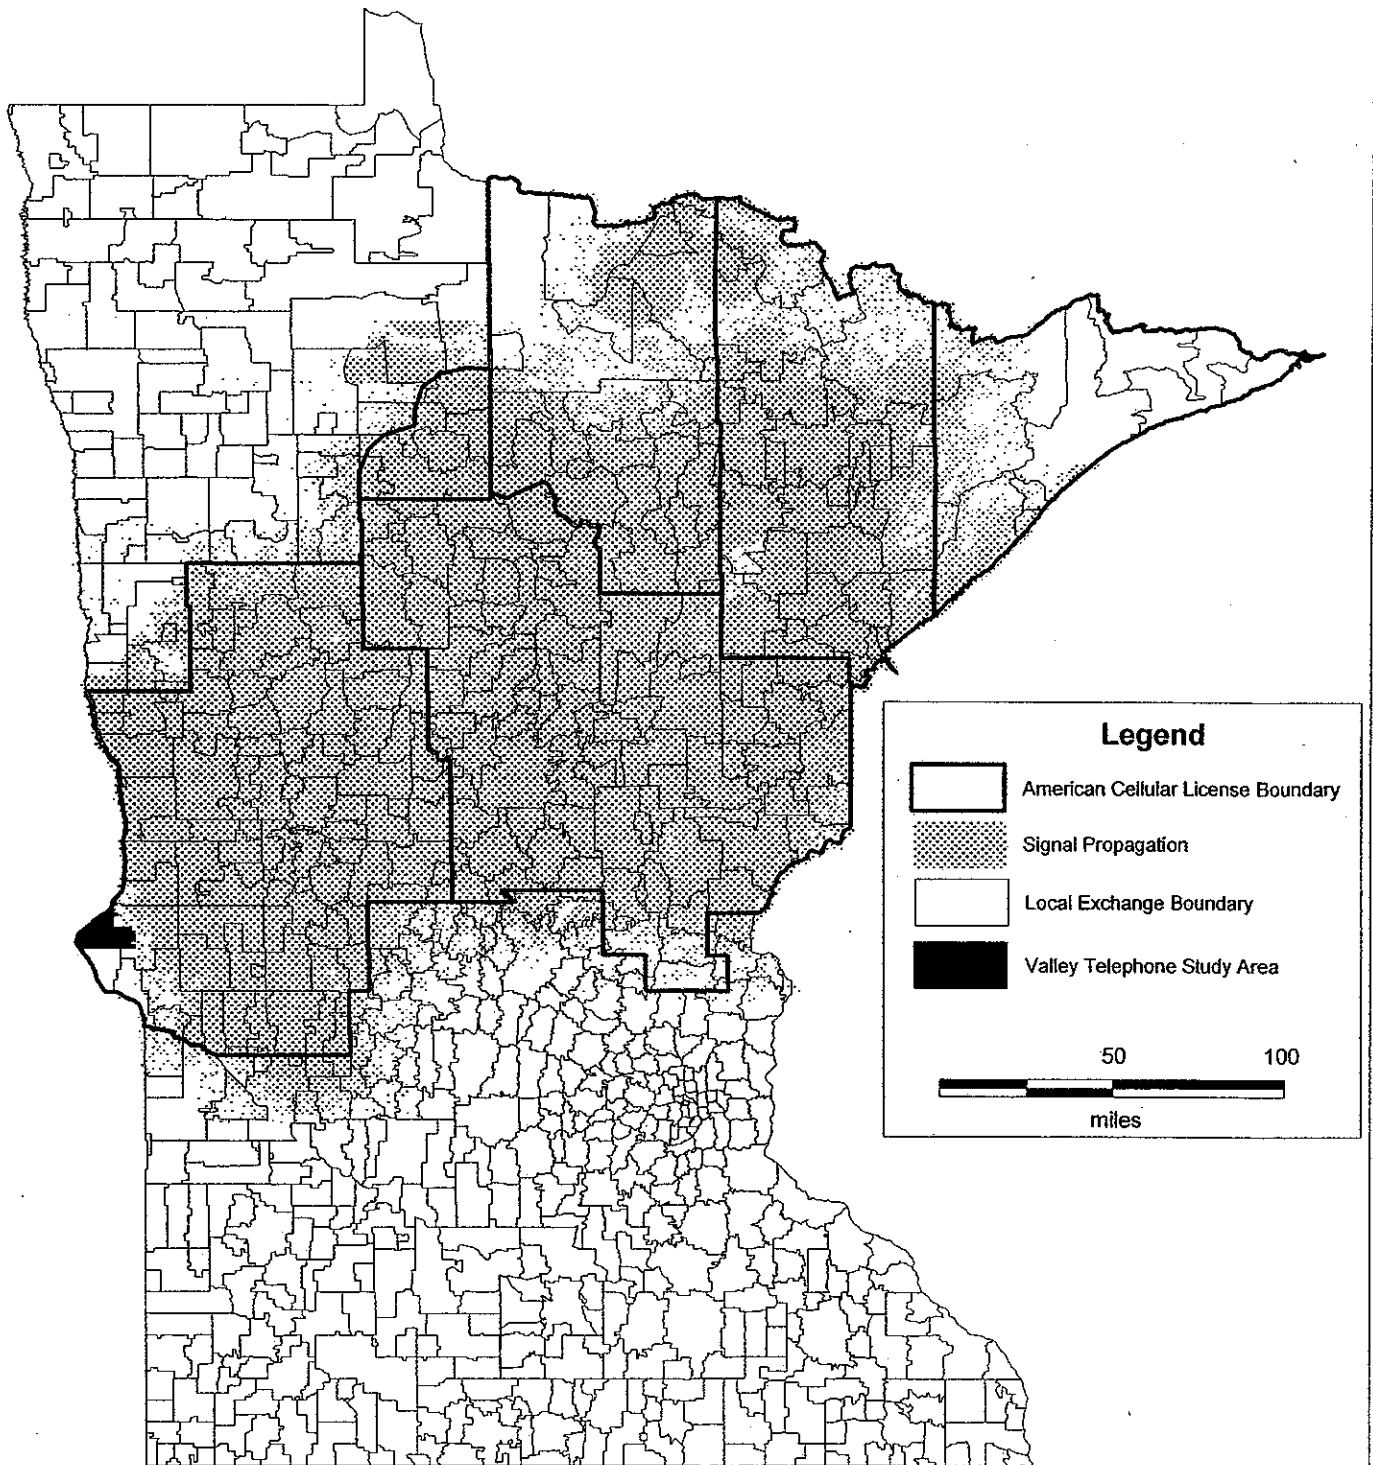 Legend
American Cellular License Boundary
Signal Propagation
Local Exchange Boundary
Valley Telephone Study Area
50 100
miles